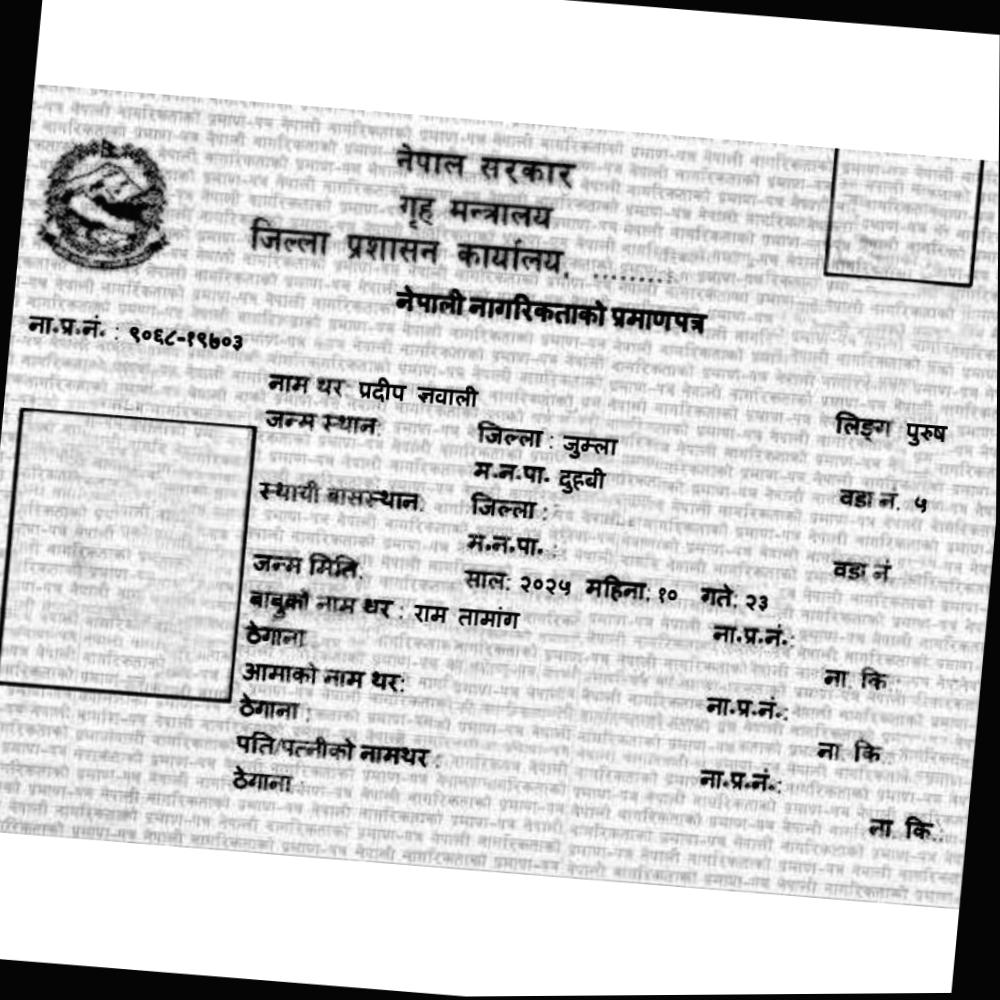 नेपाल सरकार
गृह मन्त्रालय
जिल्ला प्रशासन कार्यालय, .........
नेपाली नागरिकताको प्रमाणपत्र
ना.प्र.नं. : ९०६८-१९७०३
नाम थर: प्रदीप ज्ञवाली लिङ्ग पुरुष
जन्म स्थान: जिल्ला : जुम्ला
म.न.पा. दुहवी वडा नं. ५
स्थायी बासस्थान: जिल्ला :
म.न.पा. : वडा नं
जन्म मिति: साल: २०२५ महिना: १० गते: २३
बाबुको नाम थर : राम तामांग ना.प्र.नं.:
ठेगाना ना. कि.:
आमाको नाम थर: ना.प्र.नं.:
ठेगाना : ना. कि.:
पति/पत्नीको नामथर : ना.प्र.नं.:
ठेगाना : ना. कि.: